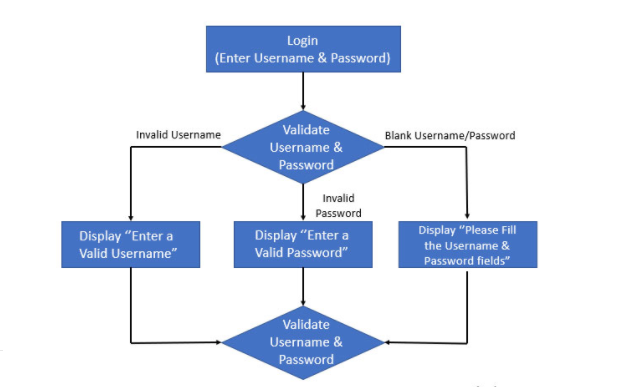 Login
(Enter Username & Password)
Validate
Username &
Password
Invalid Username
Blank Username/Password
Invalid
Password
Display “Enter a
Valid Username”
Display “Enter a
Valid Password”
Display “Please Fill
the Username &
Password fields”
Validate
Username &
Password